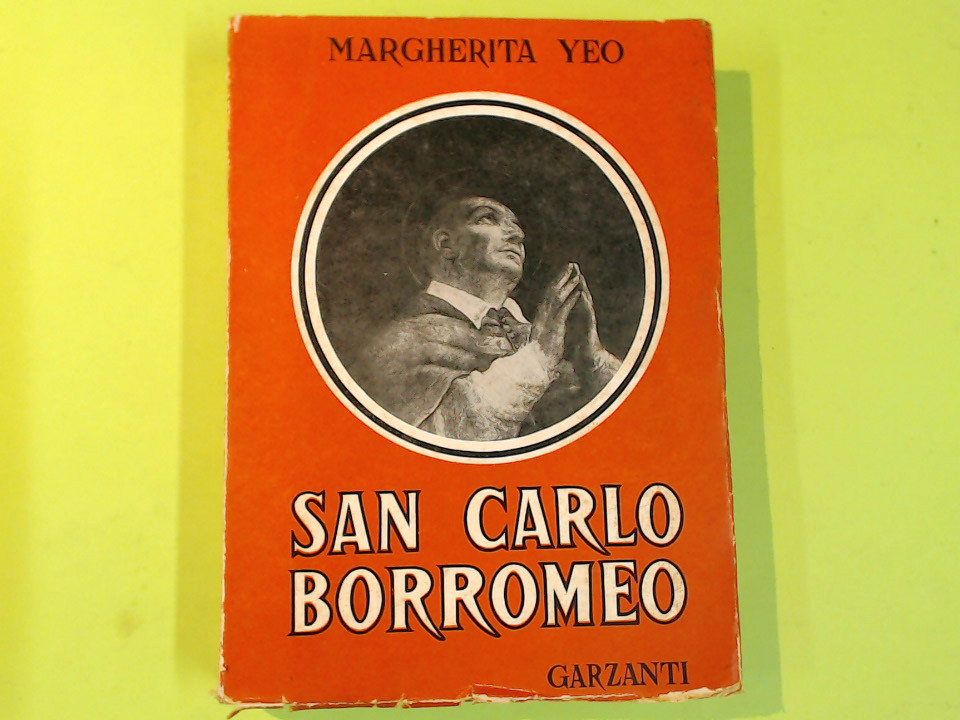 MARGHERITA YEO
SAN CARLO
BORROMEO
GARZANTI